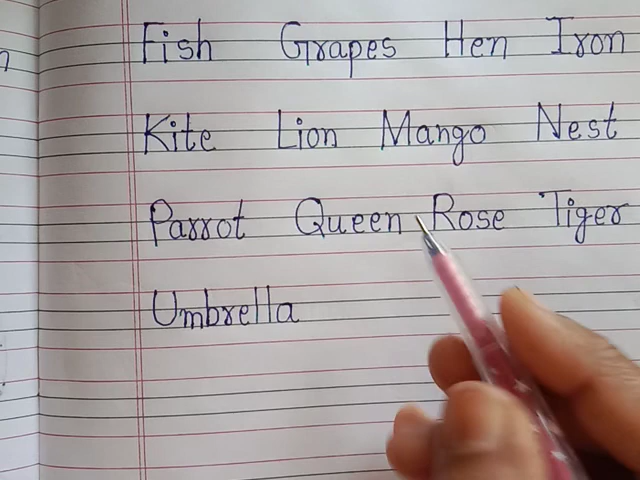 Fish Grapes Hen Iron
Kite Lion Mango Nest
Parrot Queen Rose Tiger
Umbrella